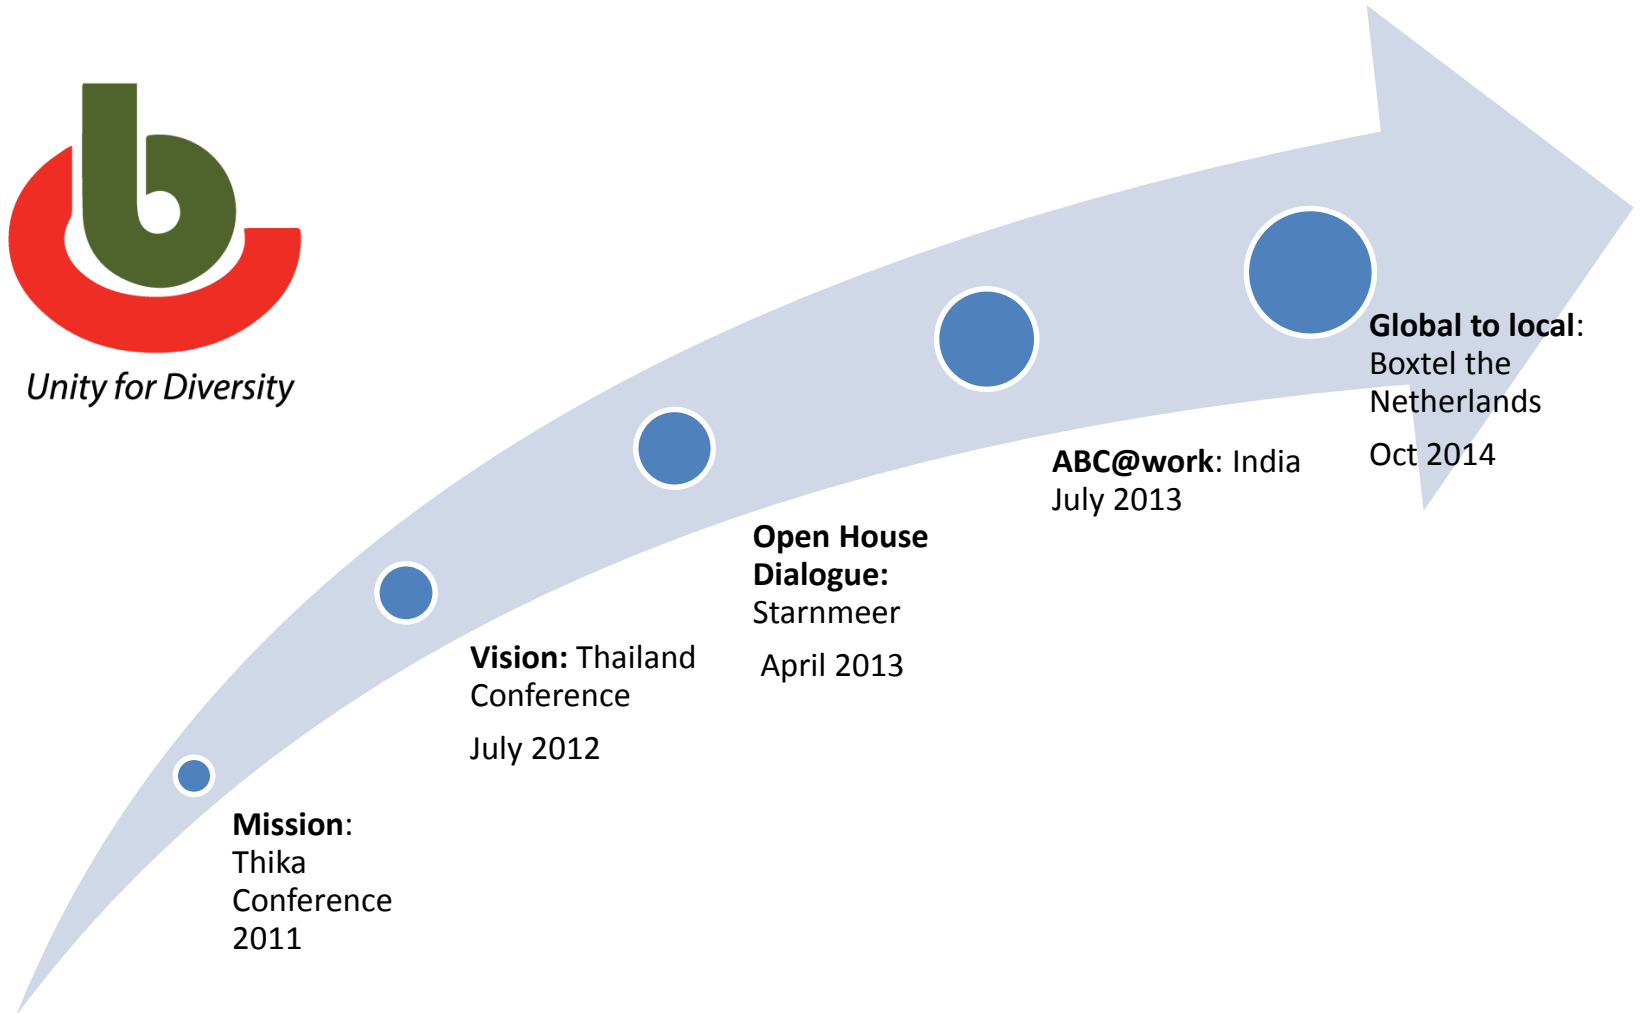 Unity for Diversity
Mission:
Thika
Conference
2011
Vision: Thailand
Conference
July 2012
Open House
Dialogue:
Starnmeer
April 2013
ABC@work: India
July 2013
Global to local:
Boxtel the
Netherlands
Oct 2014